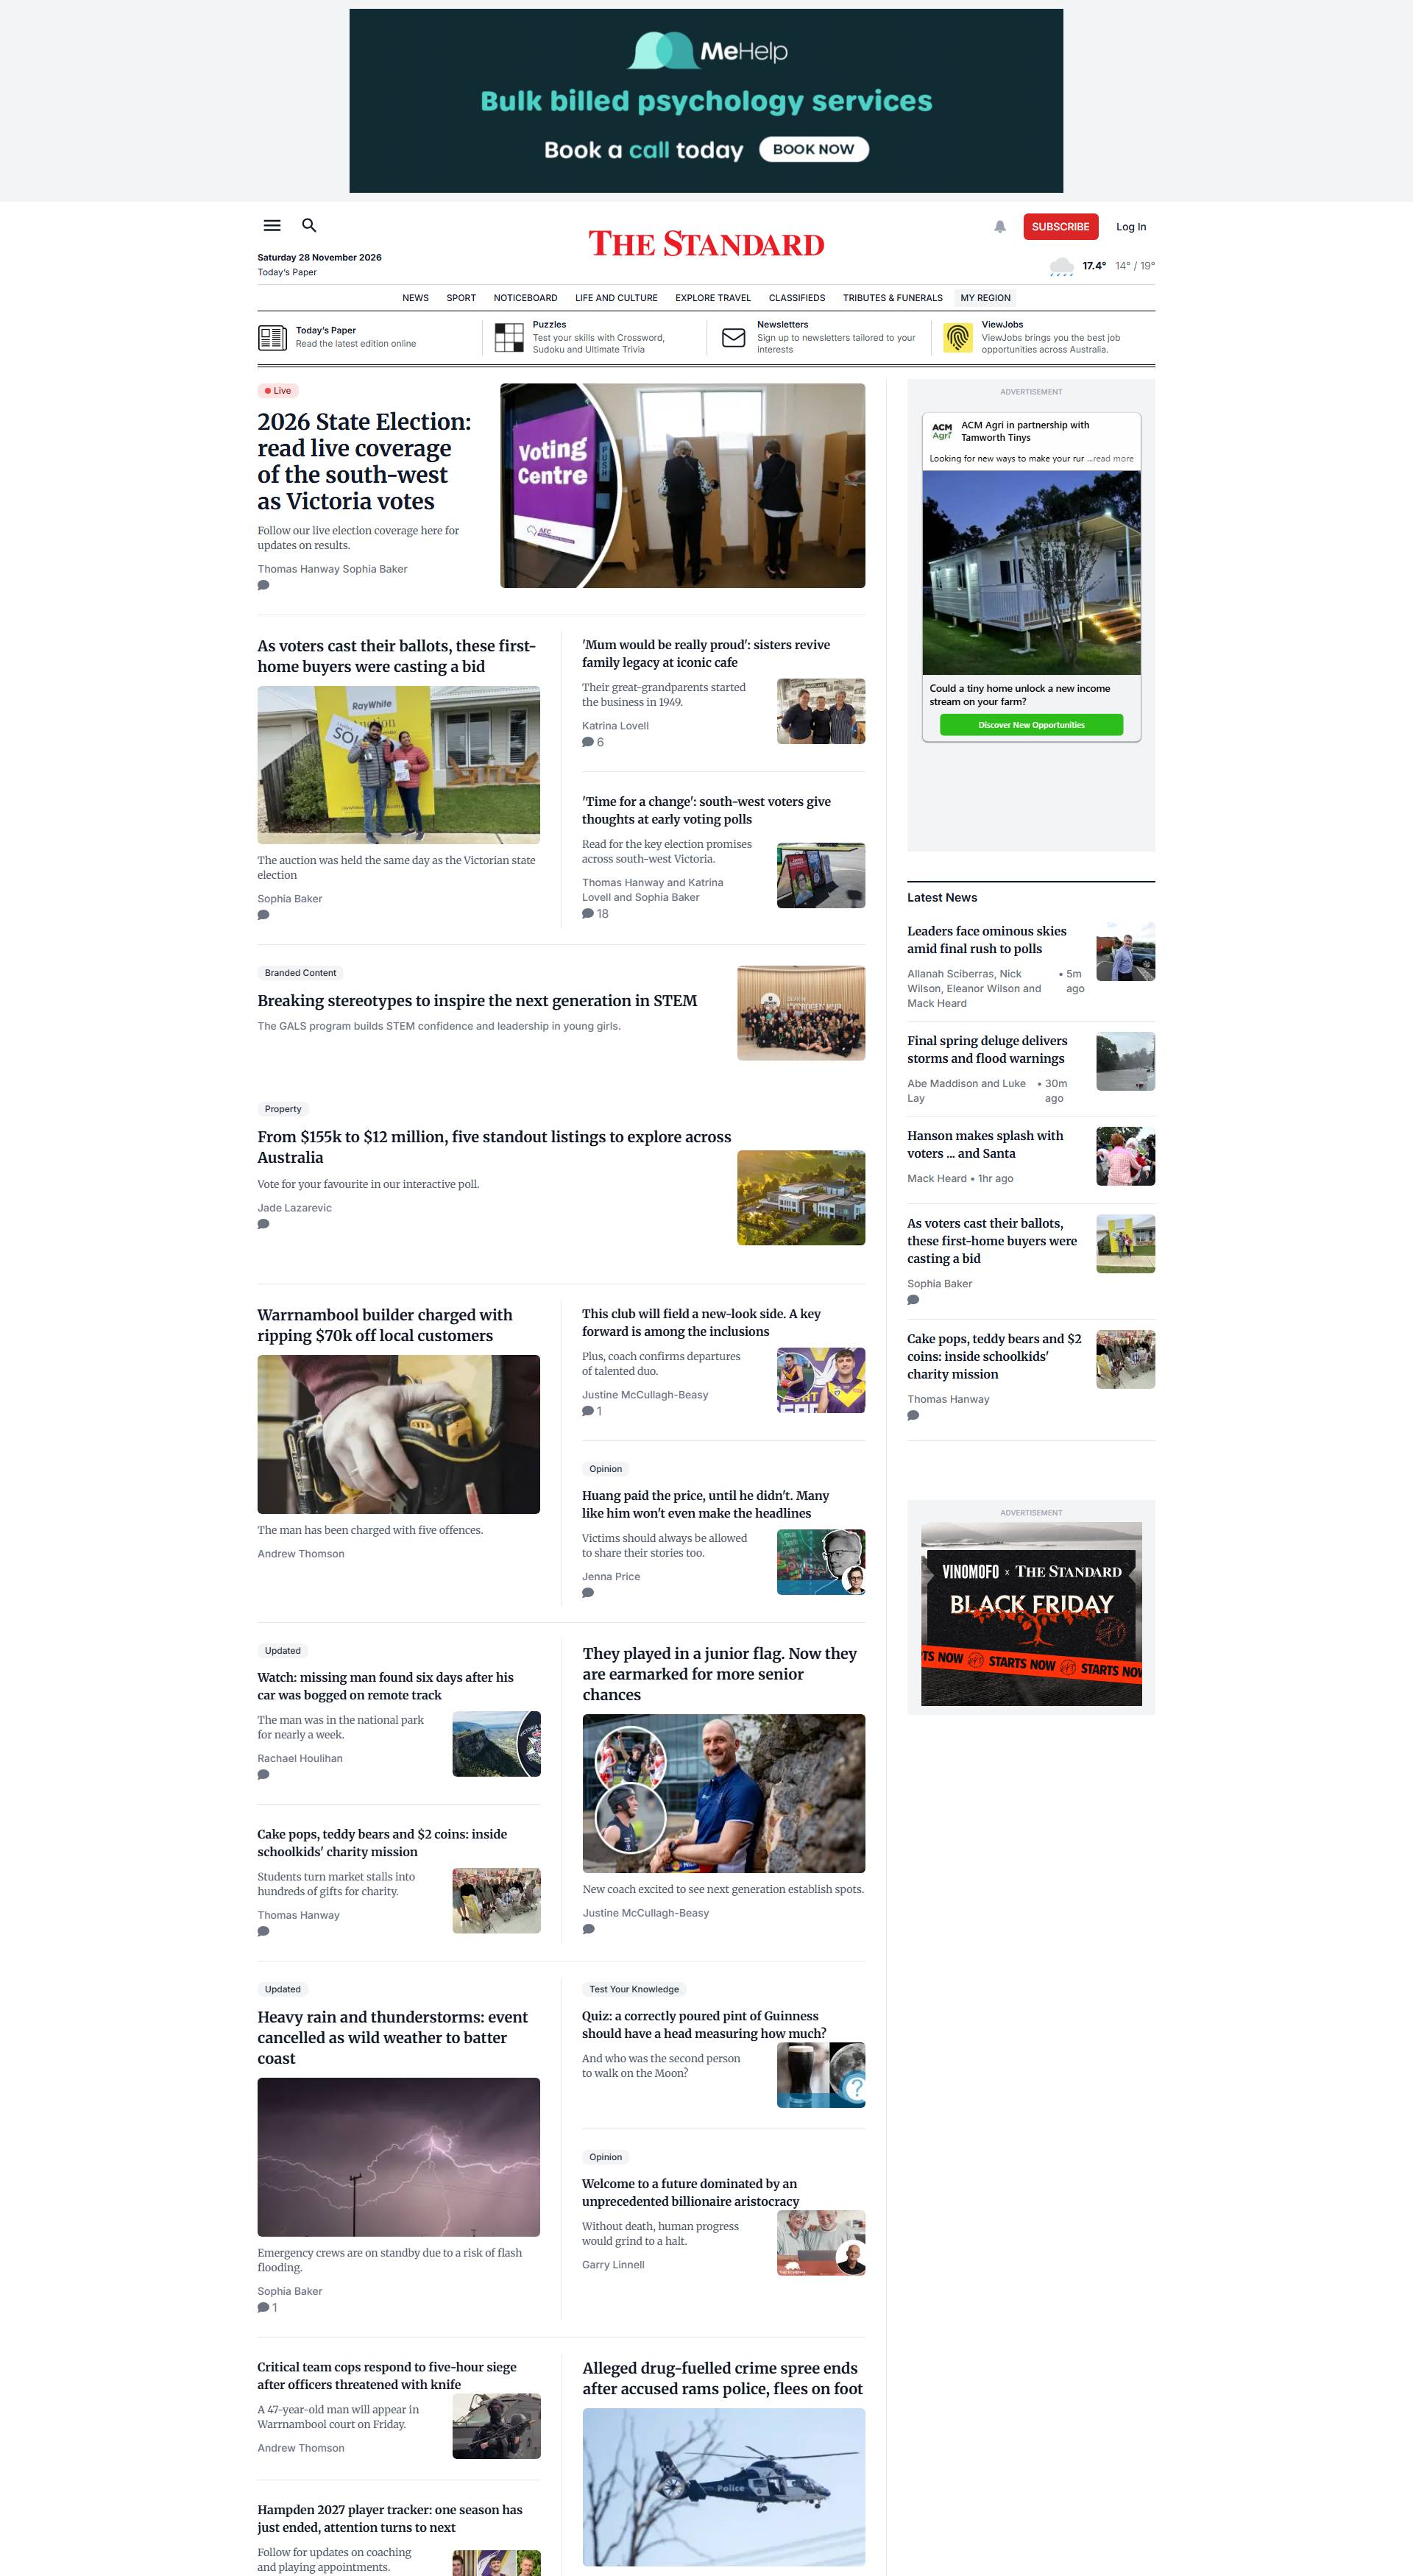 MeHelp
Bulk billed psychology services
Book a call today BOOK NOW
SUBSCRIBE Log In
THE STANDARD
Saturday 28 November 2026
Today's Paper
17.4° 14° / 19°
NEWS SPORT NOTICEBOARD LIFE AND CULTURE EXPLORE TRAVEL CLASSIFIEDS TRIBUTES & FUNERALS MY REGION
Today's Paper
Read the latest edition online
Puzzles
Test your skills with Crossword,
Sudoku and Ultimate Trivia
Newsletters
Sign up to newsletters tailored to your
interests
ViewJobs
ViewJobs brings you the best job
opportunities across Australia.
Live
2026 State Election:
read live coverage
of the south-west
as Victoria votes
Follow our live election coverage here for
updates on results.
Thomas Hanway Sophia Baker
Voting
Centre
PUSH
AEC
As voters cast their ballots, these first-
home buyers were casting a bid
RayWhite
The auction was held the same day as the Victorian state
election
Sophia Baker
'Mum would be really proud': sisters revive
family legacy at iconic cafe
Their great-grandparents started
the business in 1949.
Katrina Lovell
6
'Time for a change': south-west voters give
thoughts at early voting polls
Read for the key election promises
across south-west Victoria.
Thomas Hanway and Katrina
Lovell and Sophia Baker
18
Branded Content
Breaking stereotypes to inspire the next generation in STEM
The GALS program builds STEM confidence and leadership in young girls.
Property
From $155k to $12 million, five standout listings to explore across
Australia
Vote for your favourite in our interactive poll.
Jade Lazarevic
Warrnambool builder charged with
ripping $70k off local customers
The man has been charged with five offences.
Andrew Thomson
This club will field a new-look side. A key
forward is among the inclusions
Plus, coach confirms departures
of talented duo.
Justine McCullagh-Beasy
1
Opinion
Huang paid the price, until he didn't. Many
like him won't even make the headlines
Victims should always be allowed
to share their stories too.
Jenna Price
Updated
Watch: missing man found six days after his
car was bogged on remote track
The man was in the national park
for nearly a week.
Rachael Houlihan
Cake pops, teddy bears and $2 coins: inside
schoolkids' charity mission
Students turn market stalls into
hundreds of gifts for charity.
Thomas Hanway
They played in a junior flag. Now they
are earmarked for more senior
chances
New coach excited to see next generation establish spots.
Justine McCullagh-Beasy
Updated
Heavy rain and thunderstorms: event
cancelled as wild weather to batter
coast
Emergency crews are on standby due to a risk of flash
flooding.
Sophia Baker
1
Test Your Knowledge
Quiz: a correctly poured pint of Guinness
should have a head measuring how much?
And who was the second person
to walk on the Moon?
?
Opinion
Welcome to a future dominated by an
unprecedented billionaire aristocracy
Without death, human progress
would grind to a halt.
Garry Linnell
Critical team cops respond to five-hour siege
after officers threatened with knife
A 47-year-old man will appear in
Warrnambool court on Friday.
Andrew Thomson
Hampden 2027 player tracker: one season has
just ended, attention turns to next
Follow for updates on coaching
and playing appointments.
Alleged drug-fuelled crime spree ends
after accused rams police, flees on foot
Police
ADVERTISEMENT
ACM
Agri
ACM Agri in partnership with
Tamworth Tinys
Looking for new ways to make your rur ...read more
Could a tiny home unlock a new income
stream on your farm?
Discover New Opportunities
Latest News
Leaders face ominous skies
amid final rush to polls
Allanah Sciberras, Nick
Wilson, Eleanor Wilson and
Mack Heard
• 5m
ago
Final spring deluge delivers
storms and flood warnings
Abe Maddison and Luke
Lay
• 30m
ago
Hanson makes splash with
voters ... and Santa
Mack Heard • 1hr ago
As voters cast their ballots,
these first-home buyers were
casting a bid
Sophia Baker
Cake pops, teddy bears and $2
coins: inside schoolkids'
charity mission
Thomas Hanway
ADVERTISEMENT
VINOMOFO x THE STANDARD
BLACK FRIDAY
TS NOW STARTS NOW STARTS NOW